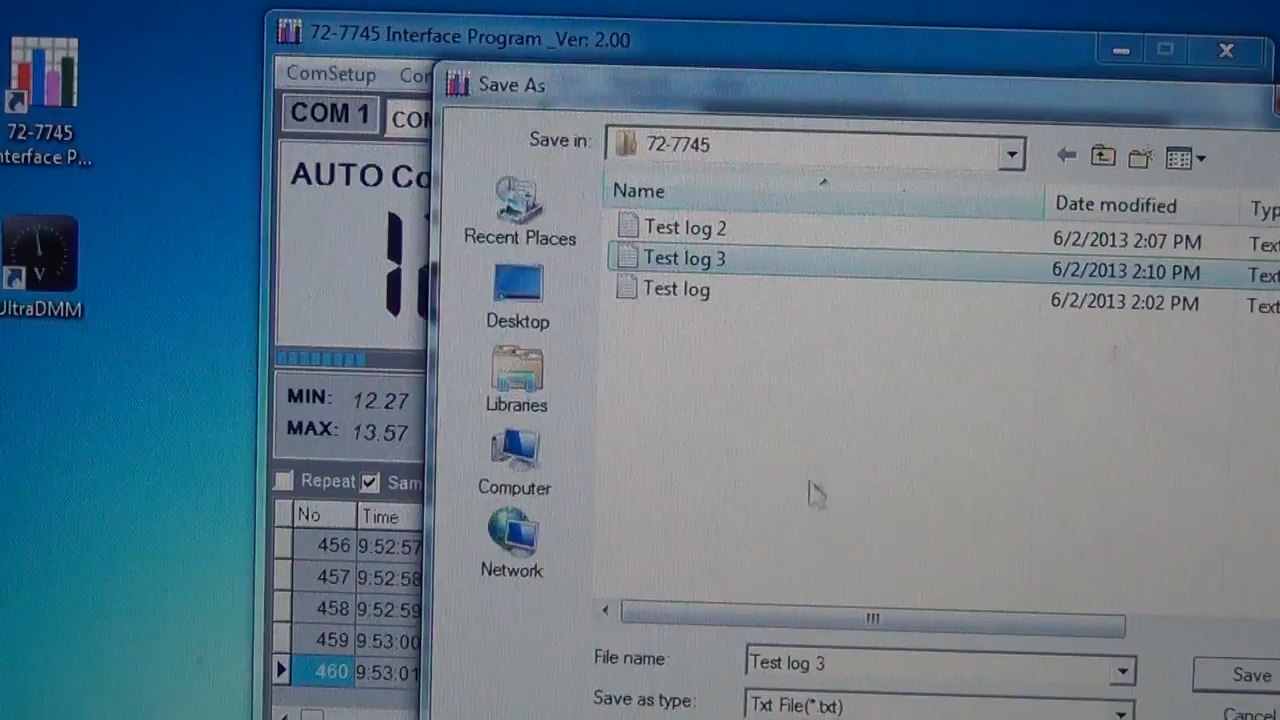 72-7745 Interface Program _Ver: 2.00
ComSetup
Save As
COM 1
Save in:
72-7745
72-7745
nterface P...
AUTO
Name
Date modified
Recent Places
Test log 2
6/2/2013 2:07 PM
Test log 3
6/2/2013 2:10 PM
Test log
6/2/2013 2:02 PM
V
UltraDMM
Desktop
Libraries
MIN: 12.27
MAX: 13.57
Computer
Repeat
No
Time
Network
456 9:52:57
457 9:52:58
458 9:52:59
459 9:53:00
460 9:53:01
File name:
Test log 3
Save
Save as type:
Txt File(*.txt)
Cancel